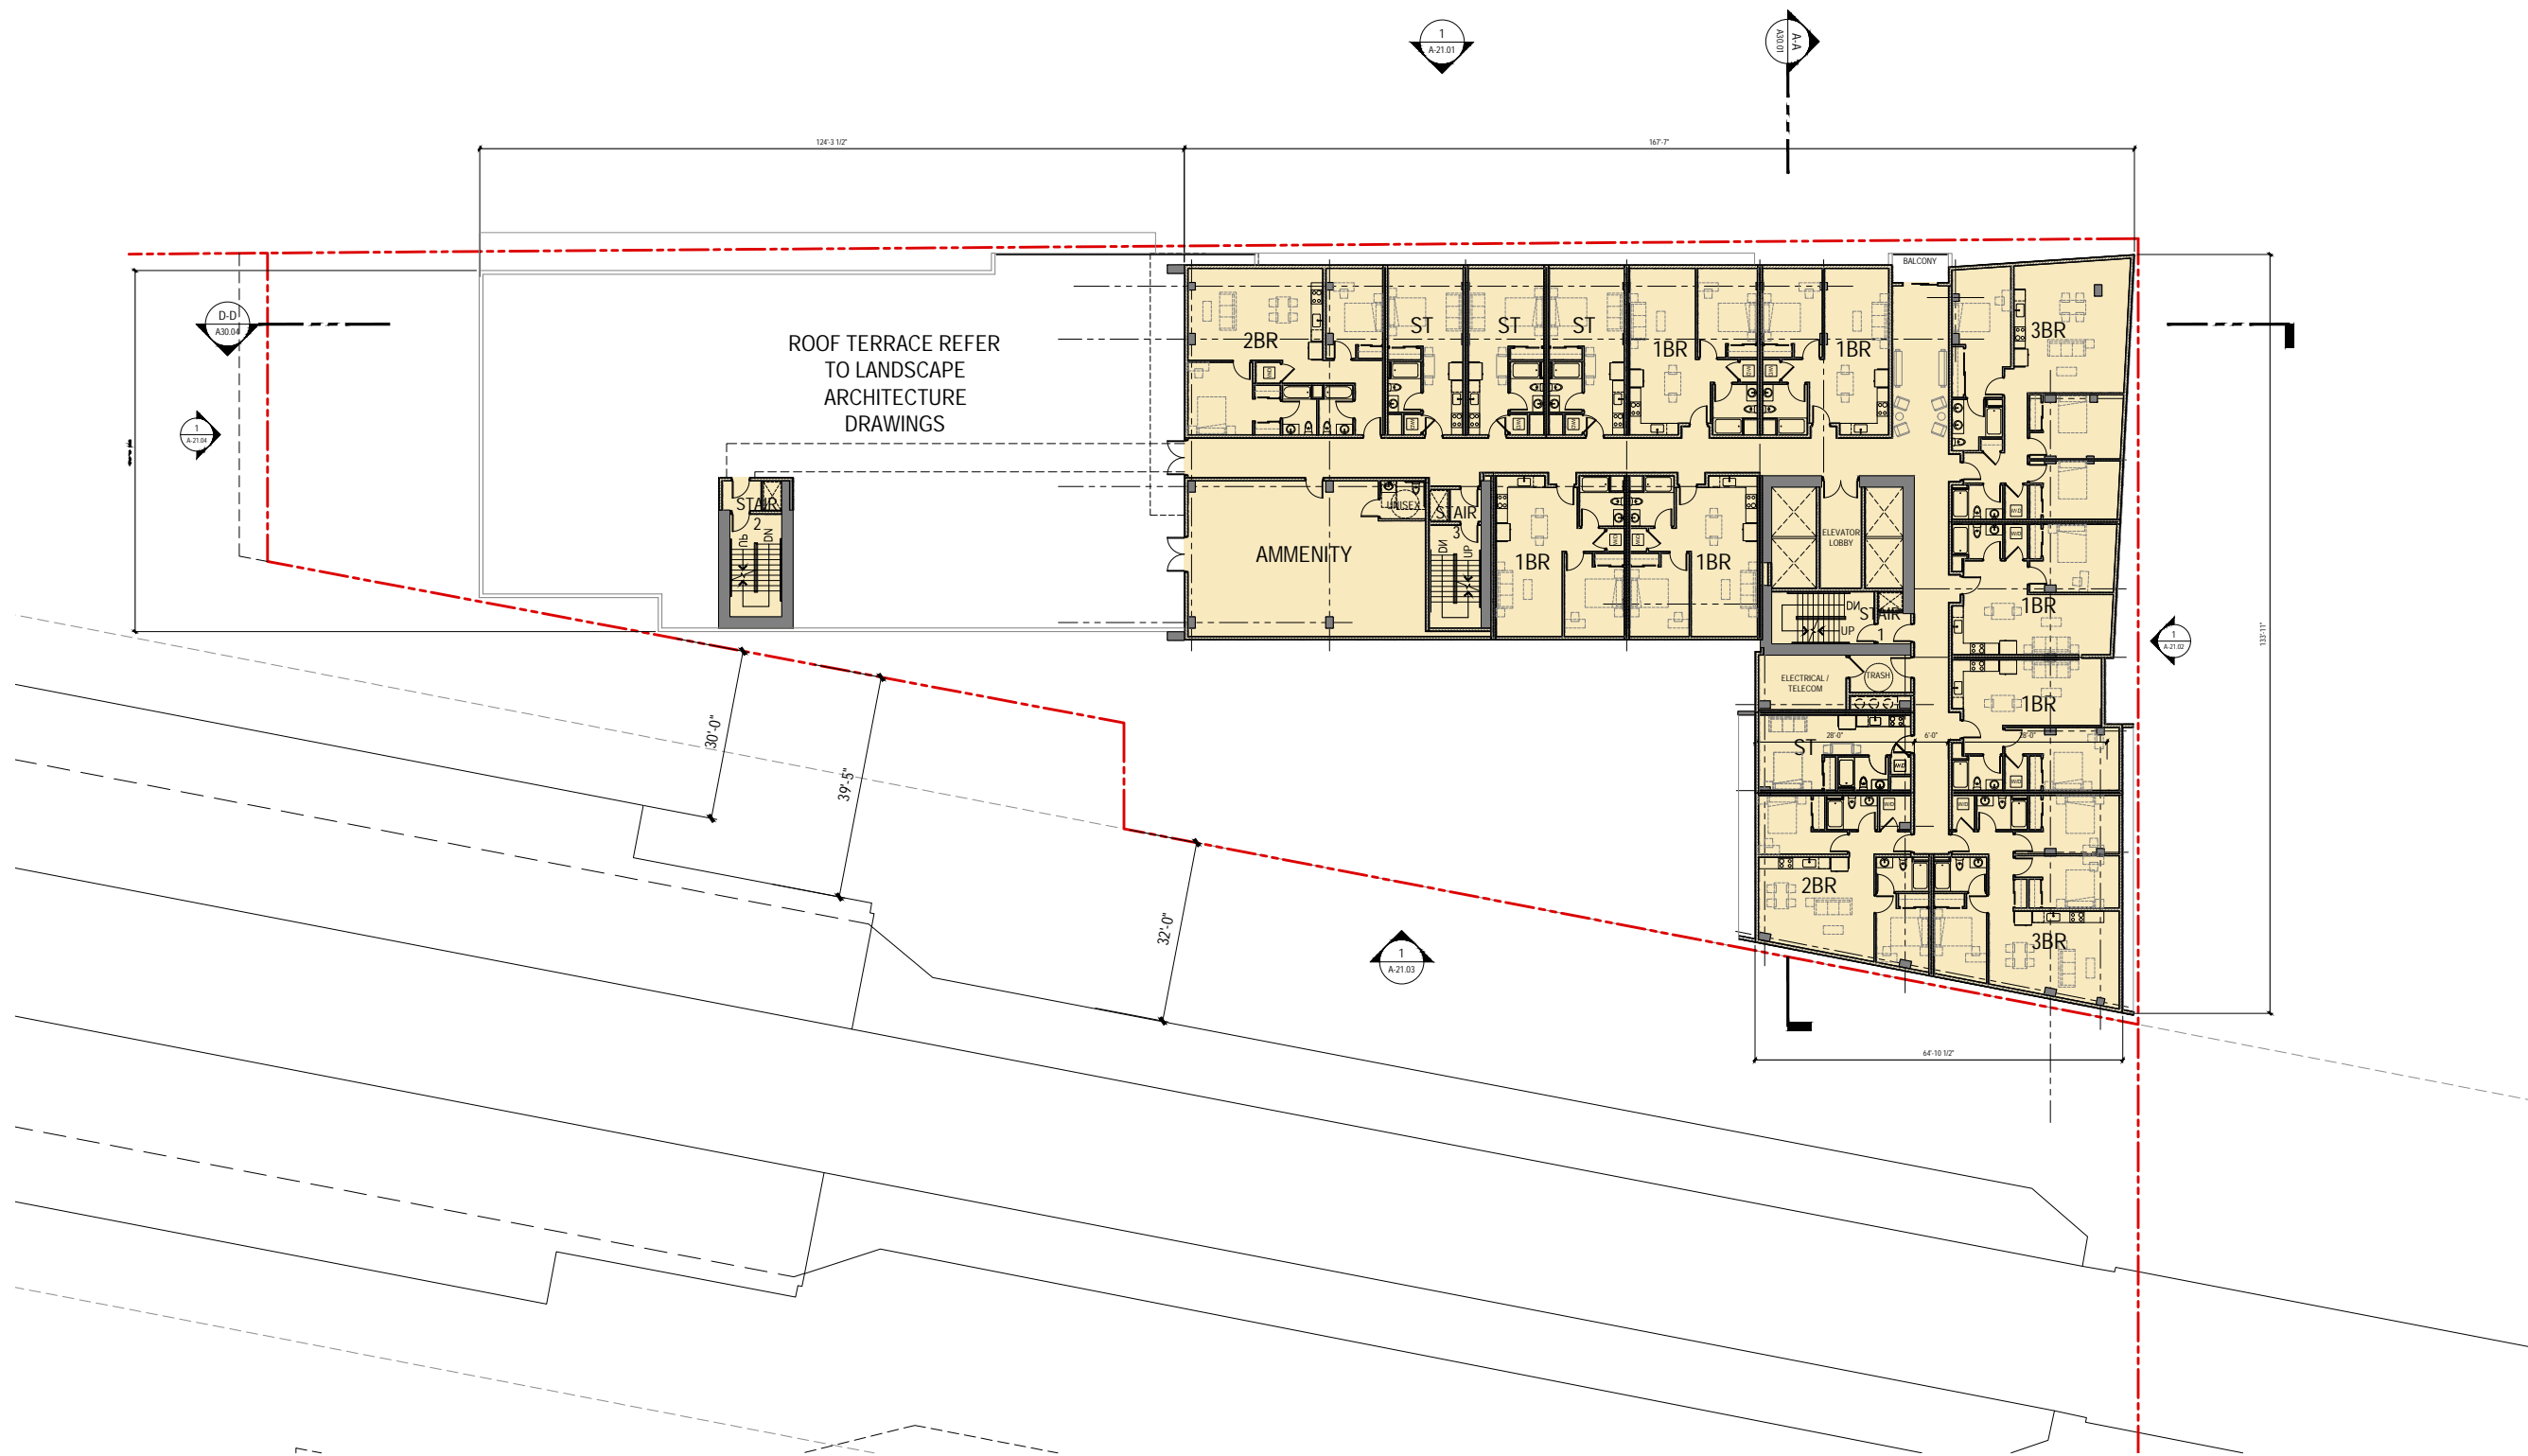 1
A-21.01
A-A
A30.01
124'-3 1/2"
167'-7"
BALCONY
D-D
A30.04
ROOF TERRACE REFER
TO LANDSCAPE
ARCHITECTURE
DRAWINGS
2BR
ST
ST
ST
1BR
1BR
3BR
1
A-21.04
W/D
W/D
W/D
W/D
W/D
W/D
STAIR
2
UP
DN
UNISEX
STAIR
3
DN
UP
AMMENITY
1BR
W/D
W/D
1BR
ELEVATOR
LOBBY
W/D
W/D
1BR
DN
STAIR
1
UP
1
A-21.02
133'-11"
ELECTRICAL /
TELECOM
TRASH
1BR
28'-0"
6'-0"
28'-0"
ST
W/D
W/D
W/D
W/D
2BR
3BR
30'-0"
39'-5"
32'-0"
1
A-21.03
64'-10 1/2"